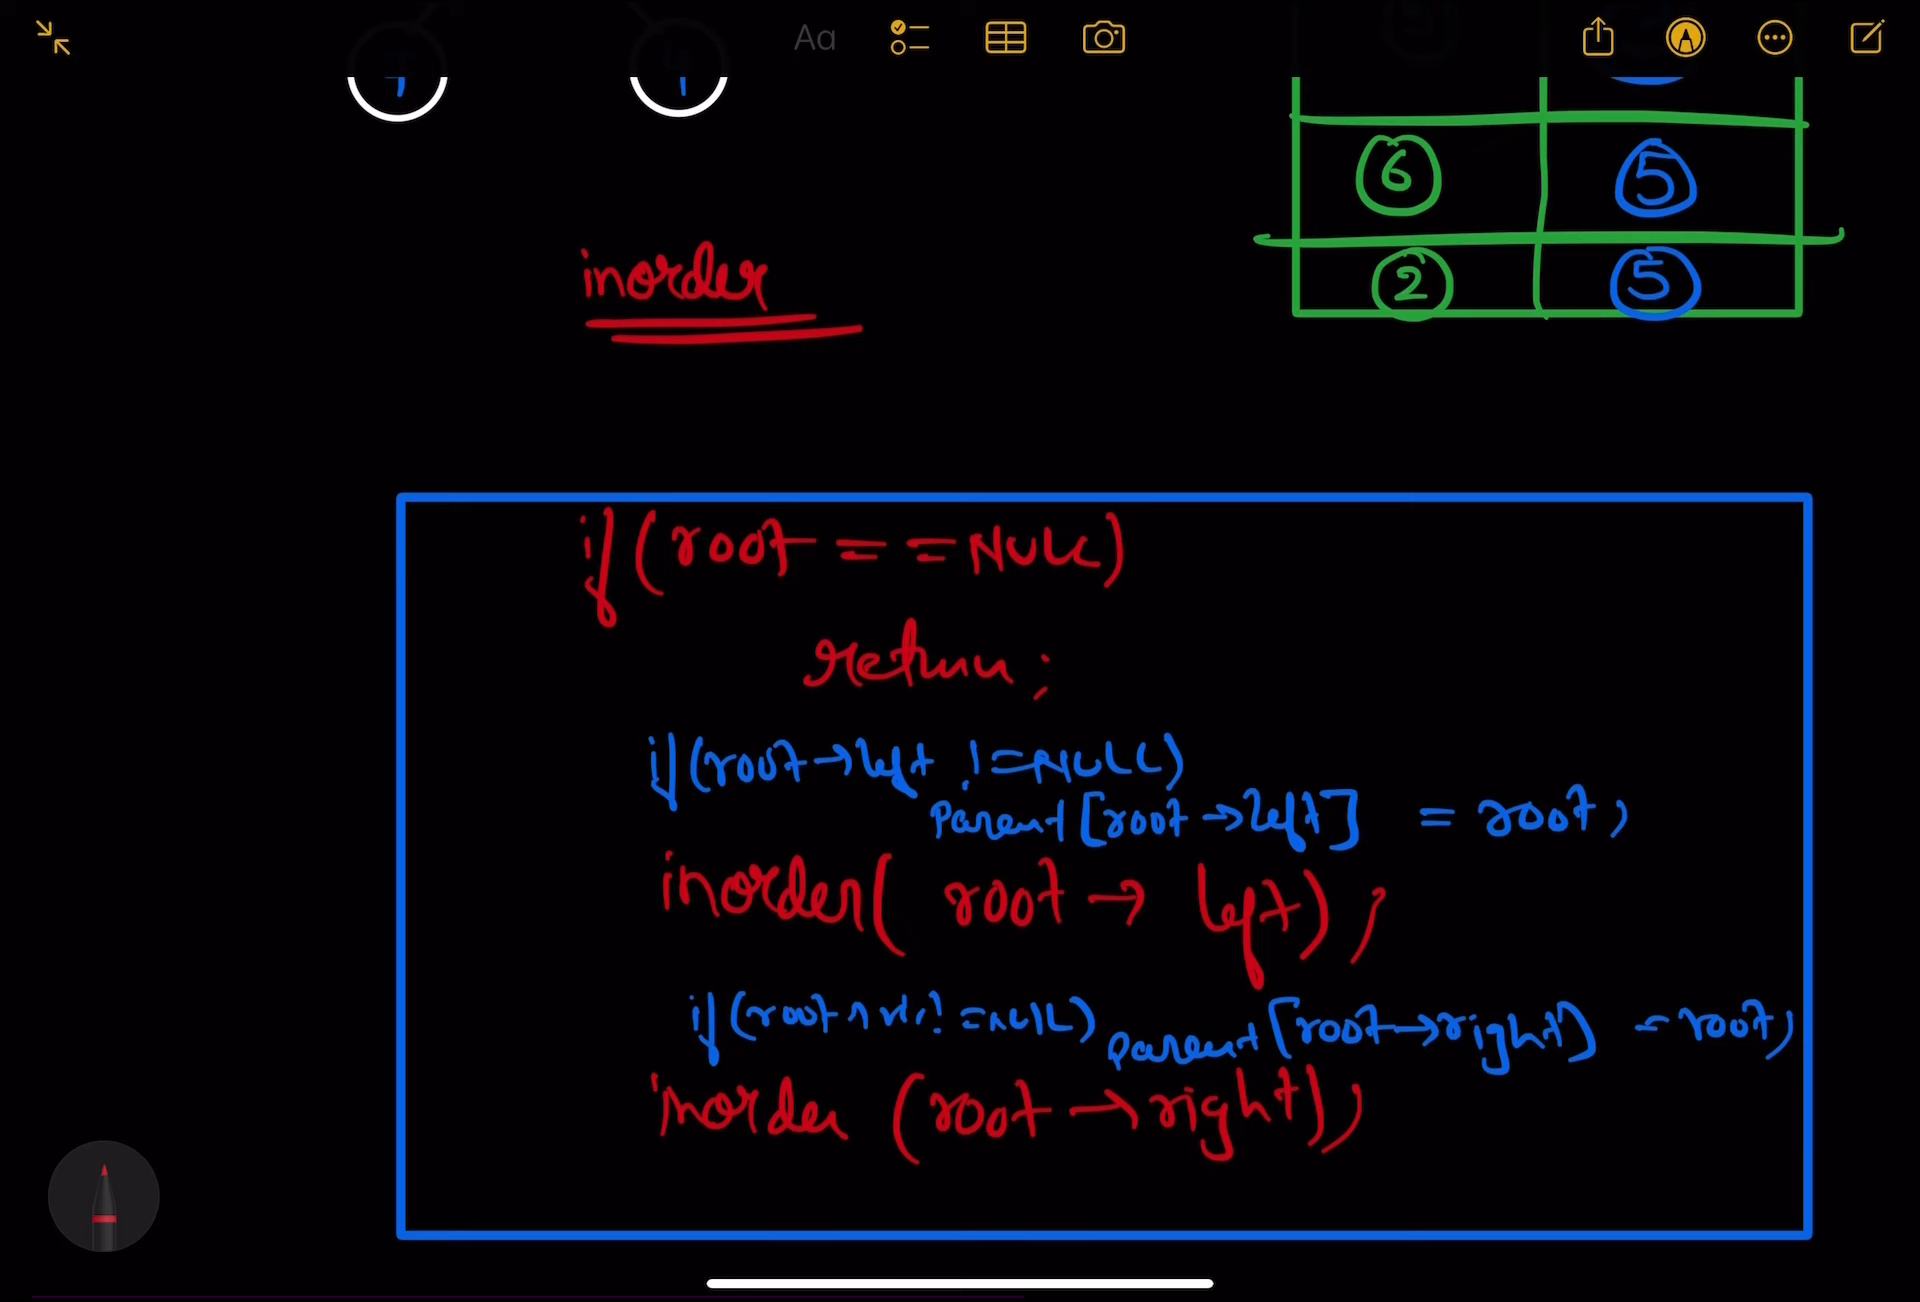 Aa
6 5
2 5
inorder
if (root == NULL)
return;
if (root→left != NULL)
Parent [root→left] = root;
inorder( root → left);
if (root != NULL) parent [root→right] = root;
inorder (root → right);